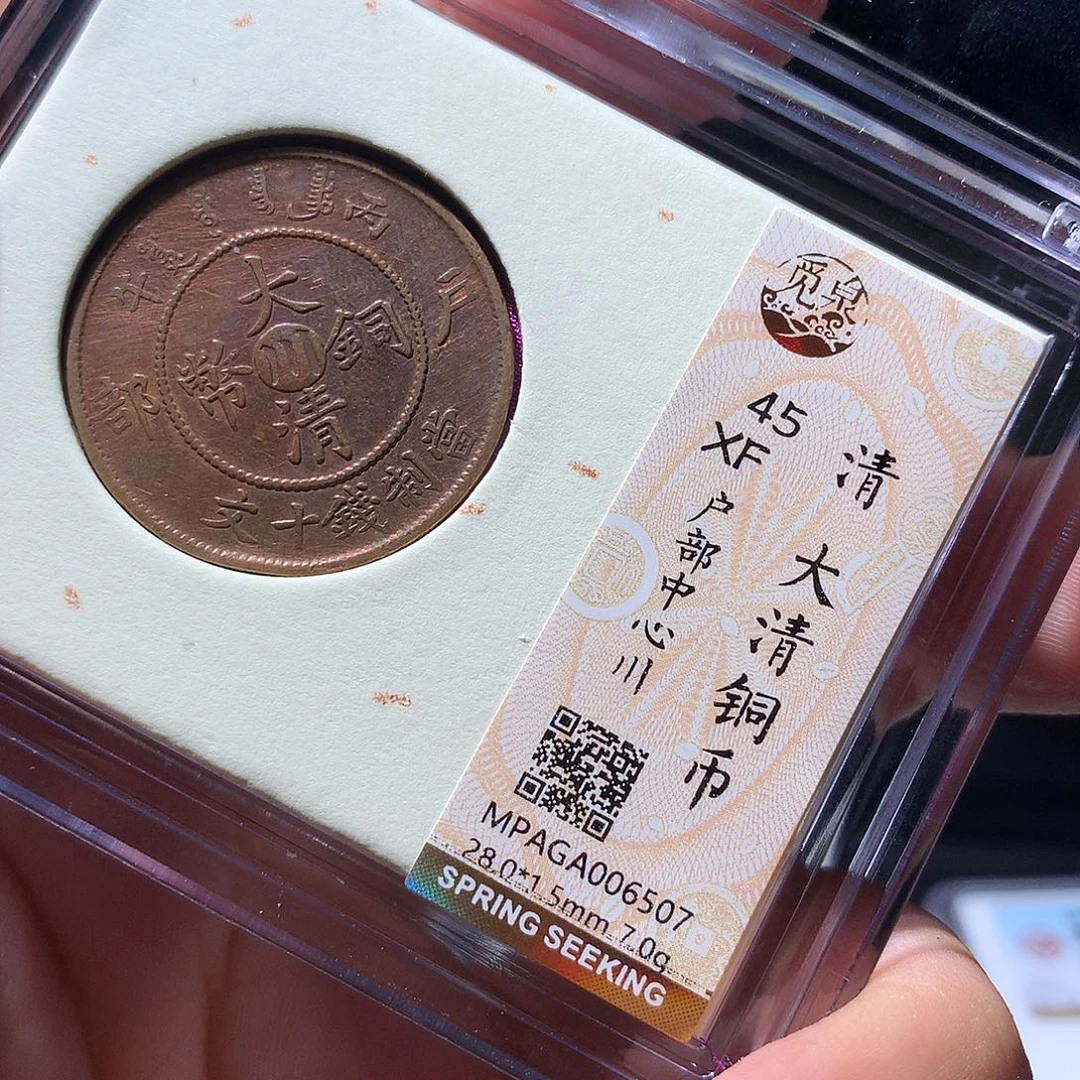 丙午
戶部
大清銅幣
川
當制錢十文
觅泉
45
XF
清 大清铜币
户部中心川
MPAGA006507
28.0*1.5mm 7.0g
SPRING SEEKING